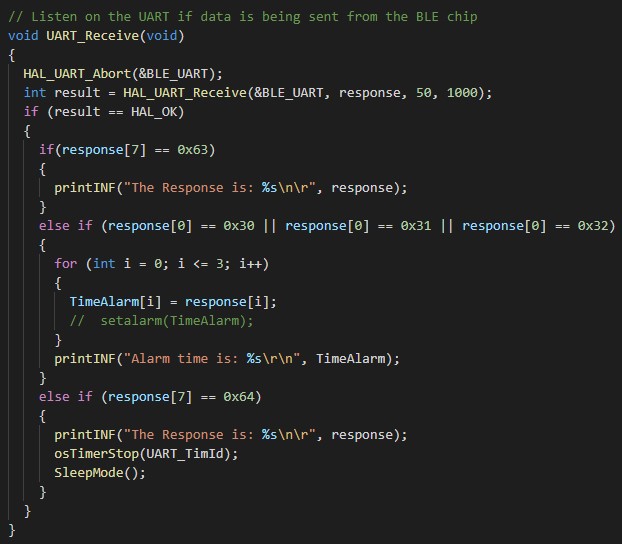 // Listen on the UART if data is being sent from the BLE chip
void UART_Receive(void)
{
  HAL_UART_Abort(&BLE_UART);
  int result = HAL_UART_Receive(&BLE_UART, response, 50, 1000);
  if (result == HAL_OK)
  {
    if(response[7] == 0x63)
    {
      printINF("The Response is: %s\n\r", response);
    }
    else if (response[0] == 0x30 || response[0] == 0x31 || response[0] == 0x32)
    {
      for (int i = 0; i <= 3; i++)
      {
        TimeAlarm[i] = response[i];
        //  setalarm(TimeAlarm);
      }
      printINF("Alarm time is: %s\r\n", TimeAlarm);
    }
    else if (response[7] == 0x64)
    {
      printINF("The Response is: %s\n\r", response);
      osTimerStop(UART_TimId);
      SleepMode();
    }
  }
}